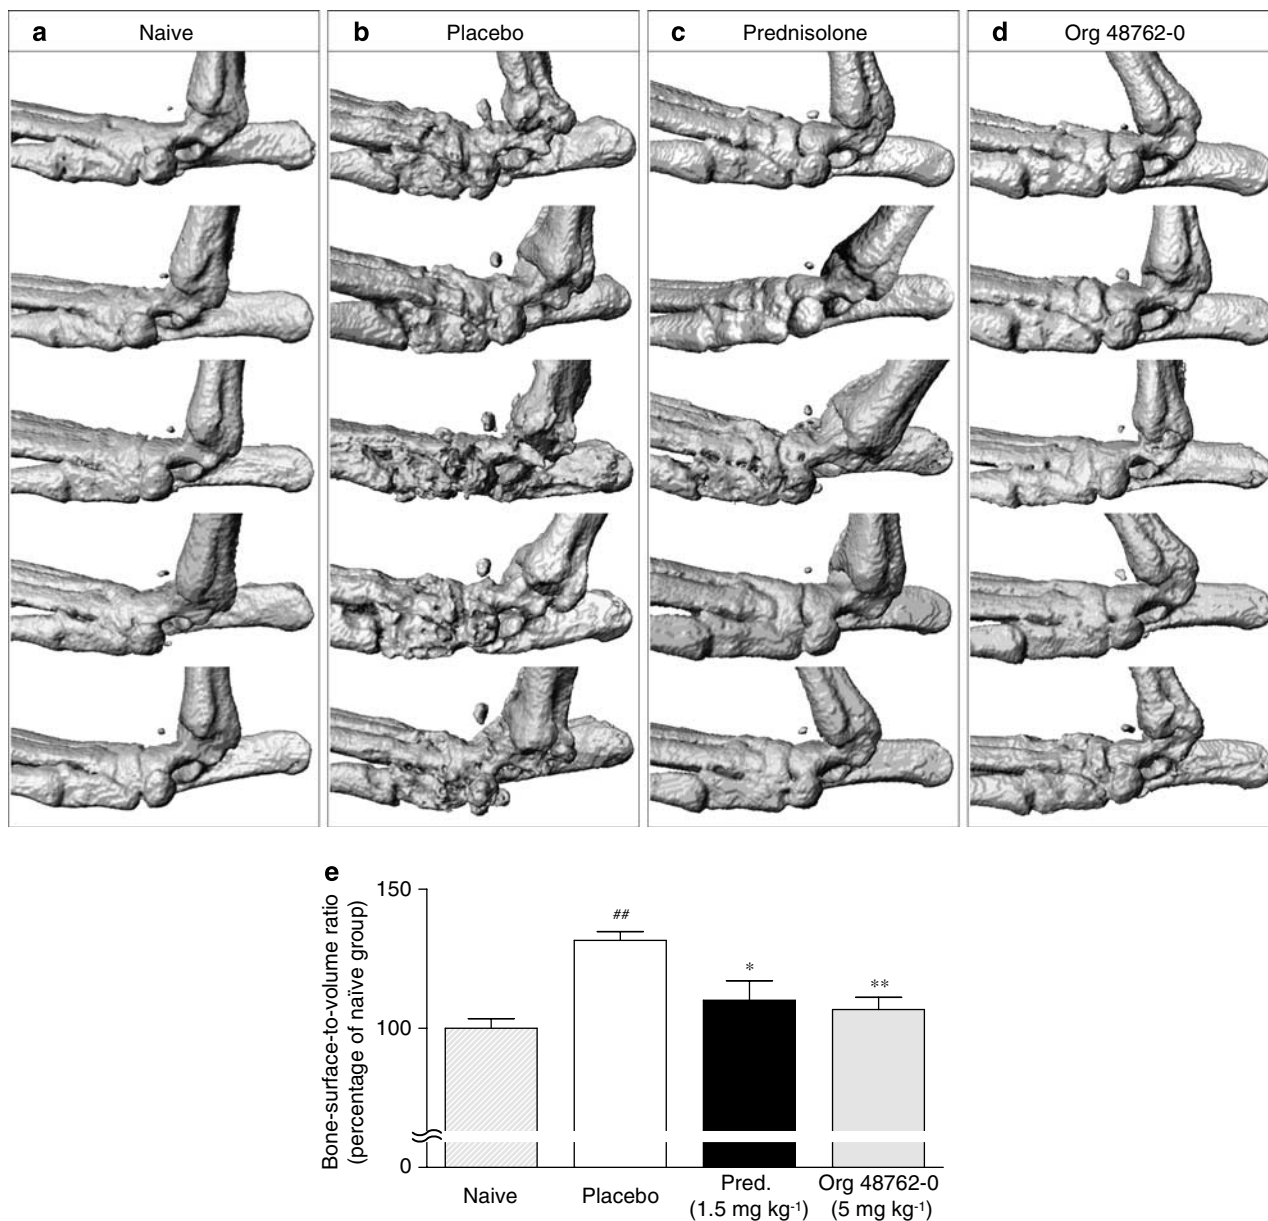 a Naive
b Placebo
c Prednisolone
d Org 48762-0
e
Bone-surface-to-volume ratio
(percentage of naïve group)
150
100
0
##
*
**
Naive
Placebo
Pred.
(1.5 mg kg⁻¹)
Org 48762-0
(5 mg kg⁻¹)